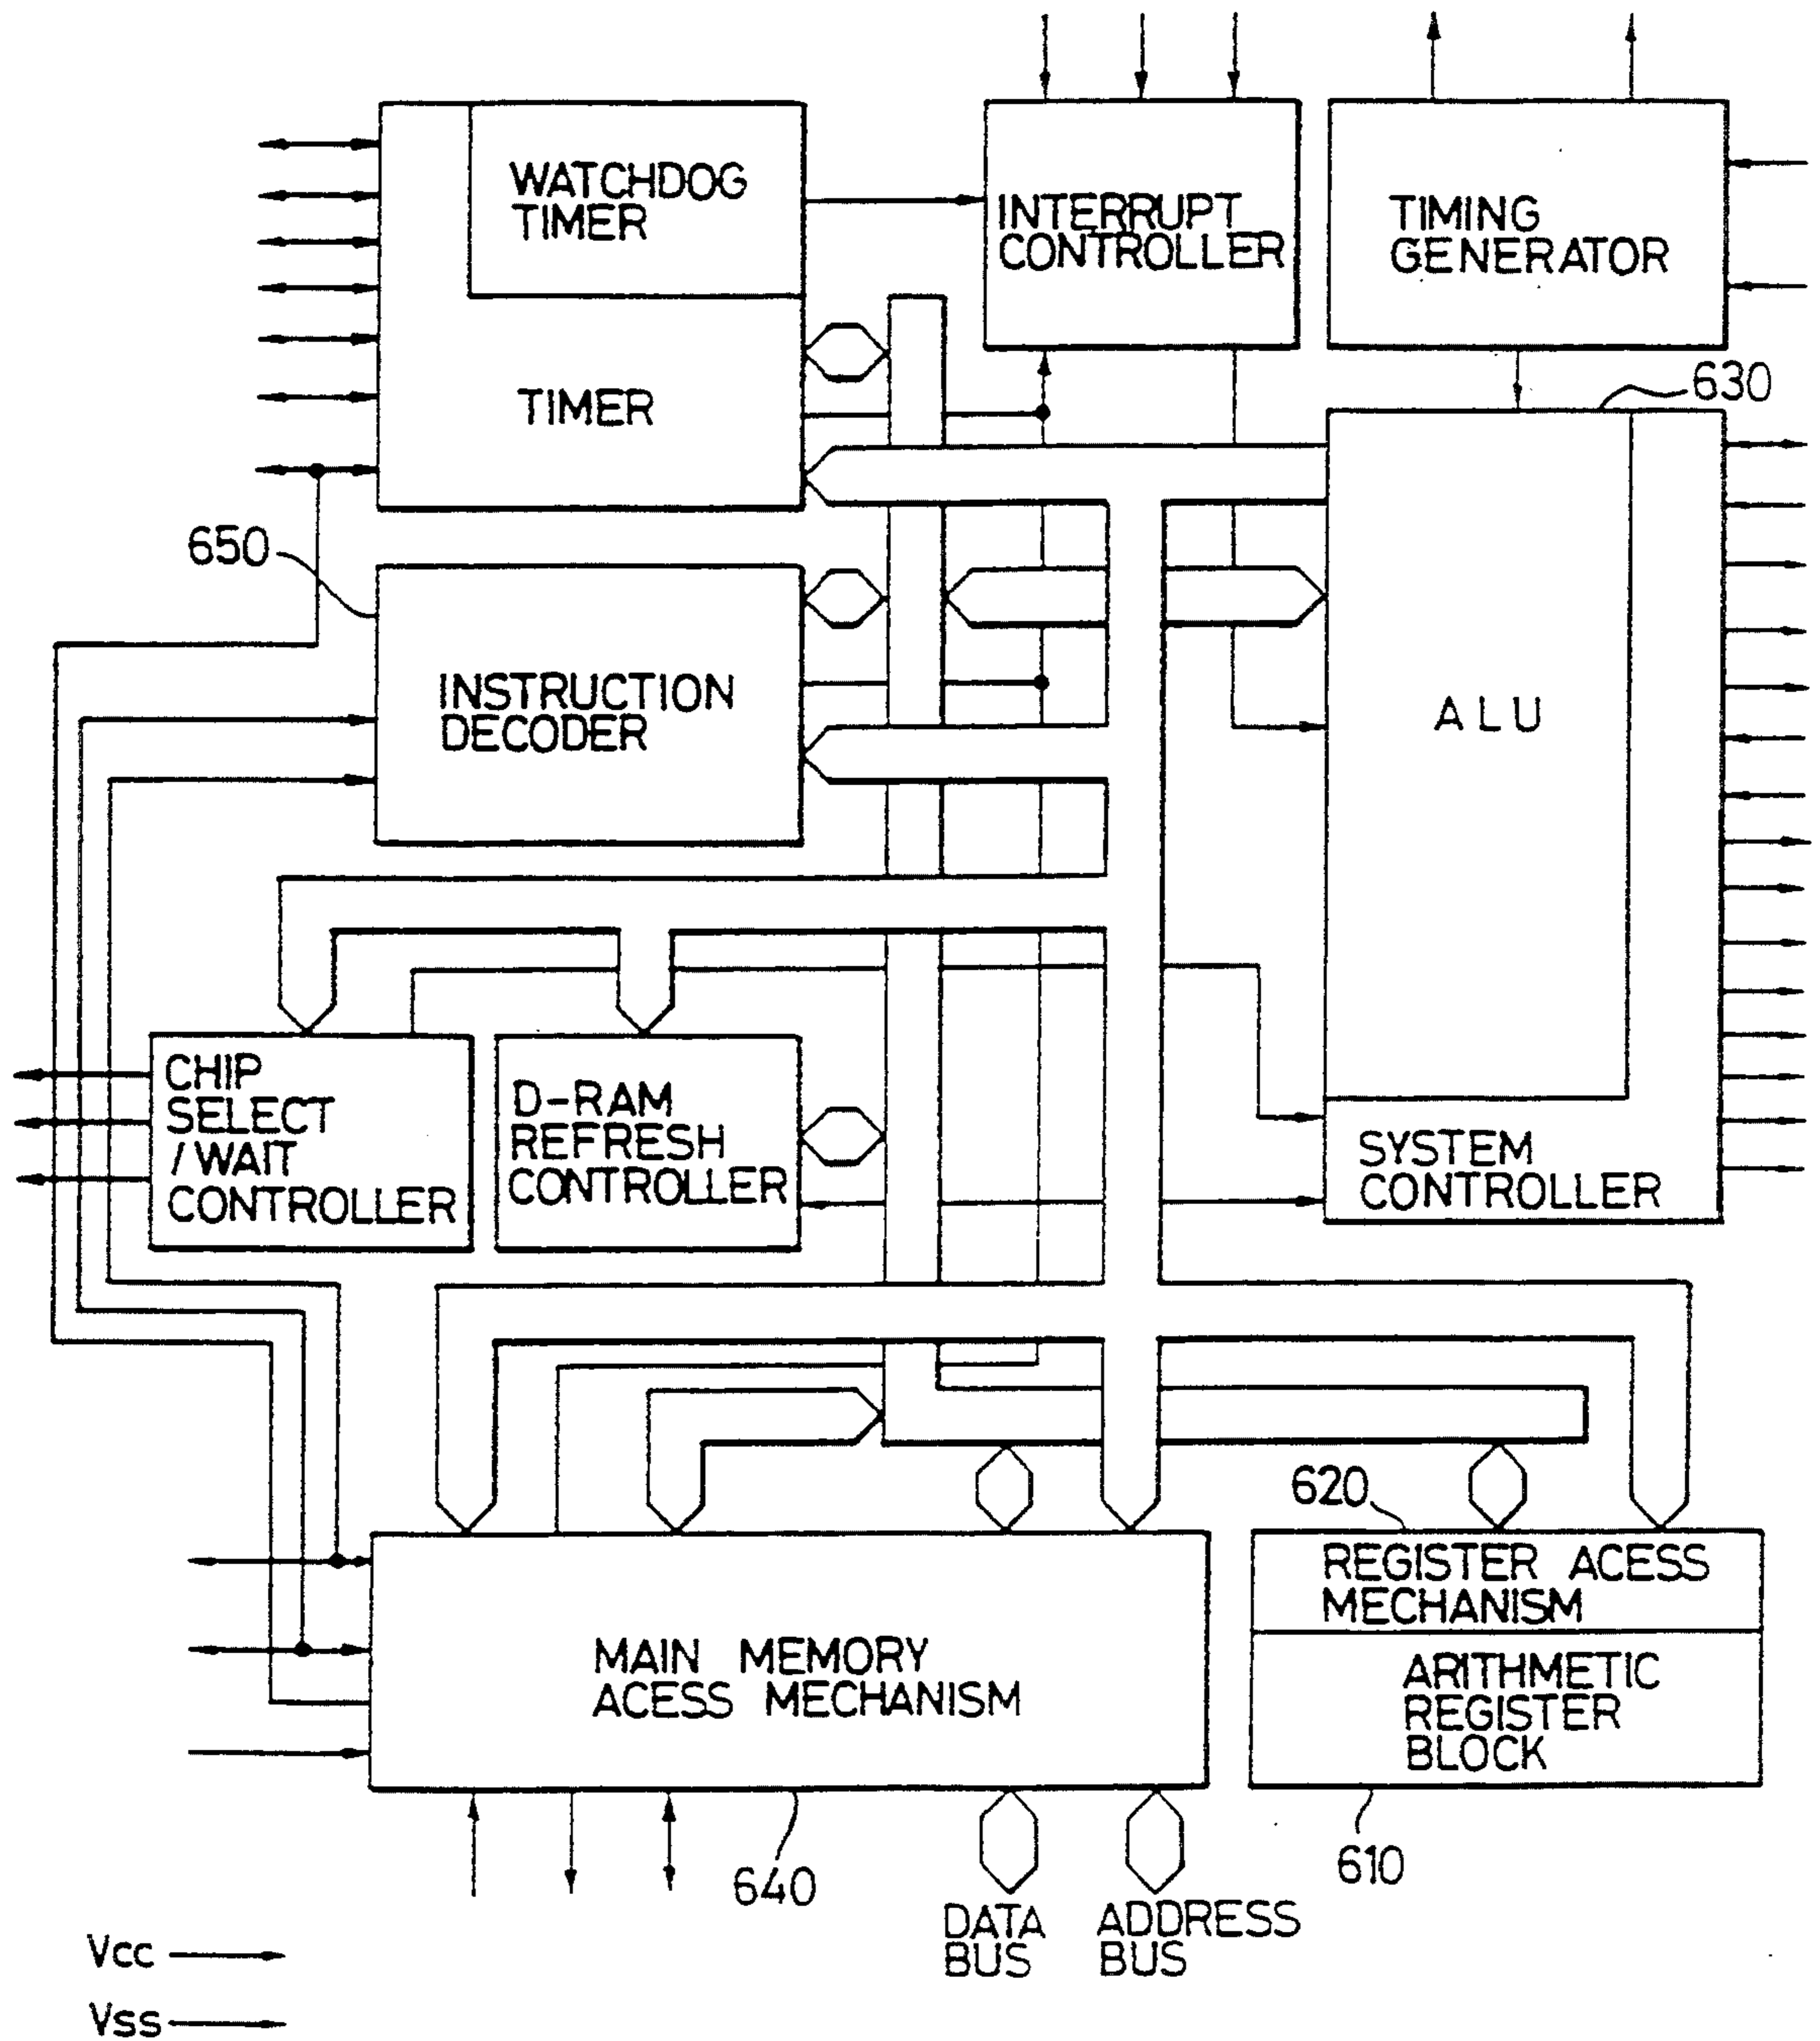 WATCHDOG
TIMER
TIMER
INTERRUPT
CONTROLLER
TIMING
GENERATOR
630
650
INSTRUCTION
DECODER
ALU
SYSTEM
CONTROLLER
CHIP
SELECT
/WAIT
CONTROLLER
D-RAM
REFRESH
CONTROLLER
620
REGISTER ACESS
MECHANISM
ARITHMETIC
REGISTER
BLOCK
610
MAIN MEMORY
ACESS MECHANISM
640
DATA
BUS
ADDRESS
BUS
Vcc
Vss